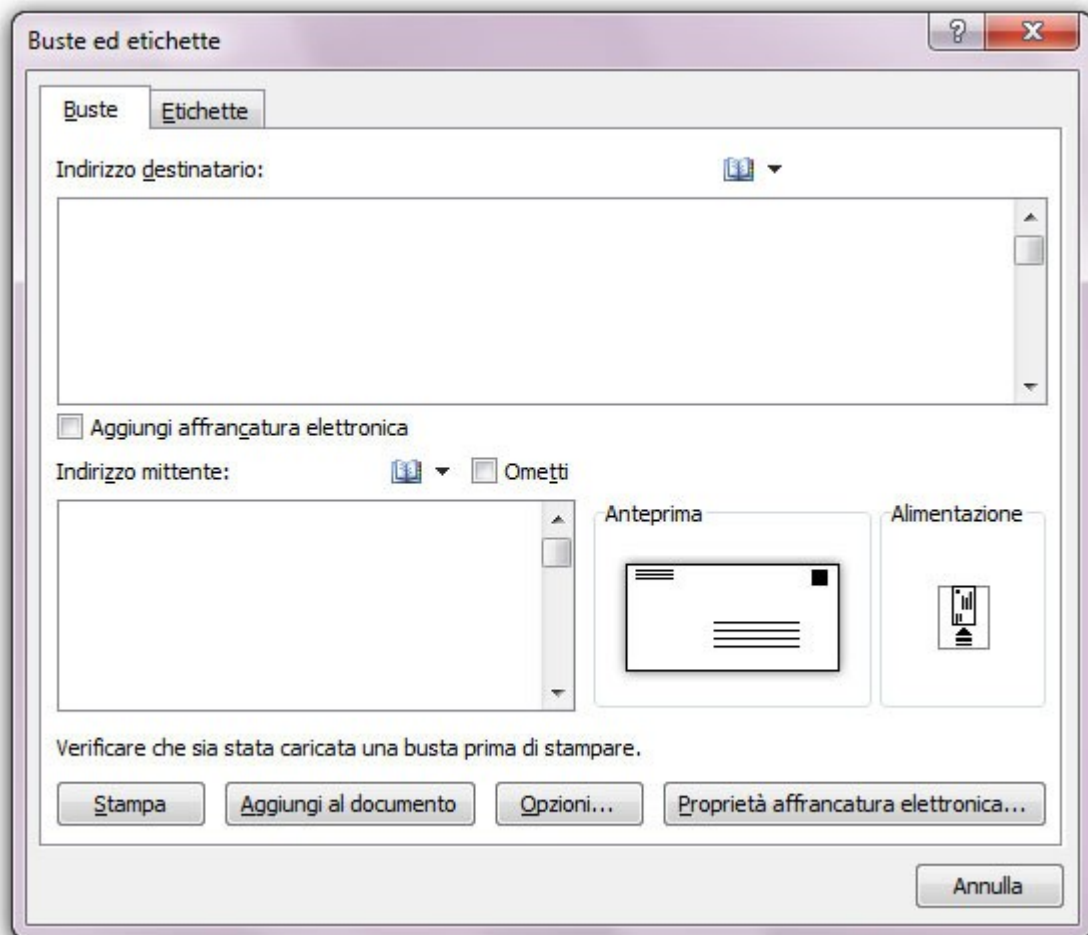 Buste ed etichette
Buste
Etichette
Indirizzo destinatario:
Aggiungi affrancatura elettronica
Indirizzo mittente:
Ometti
Anteprima
Alimentazione
Verificare che sia stata caricata una busta prima di stampare.
Stampa
Aggiungi al documento
Opzioni...
Proprietà affrancatura elettronica...
Annulla